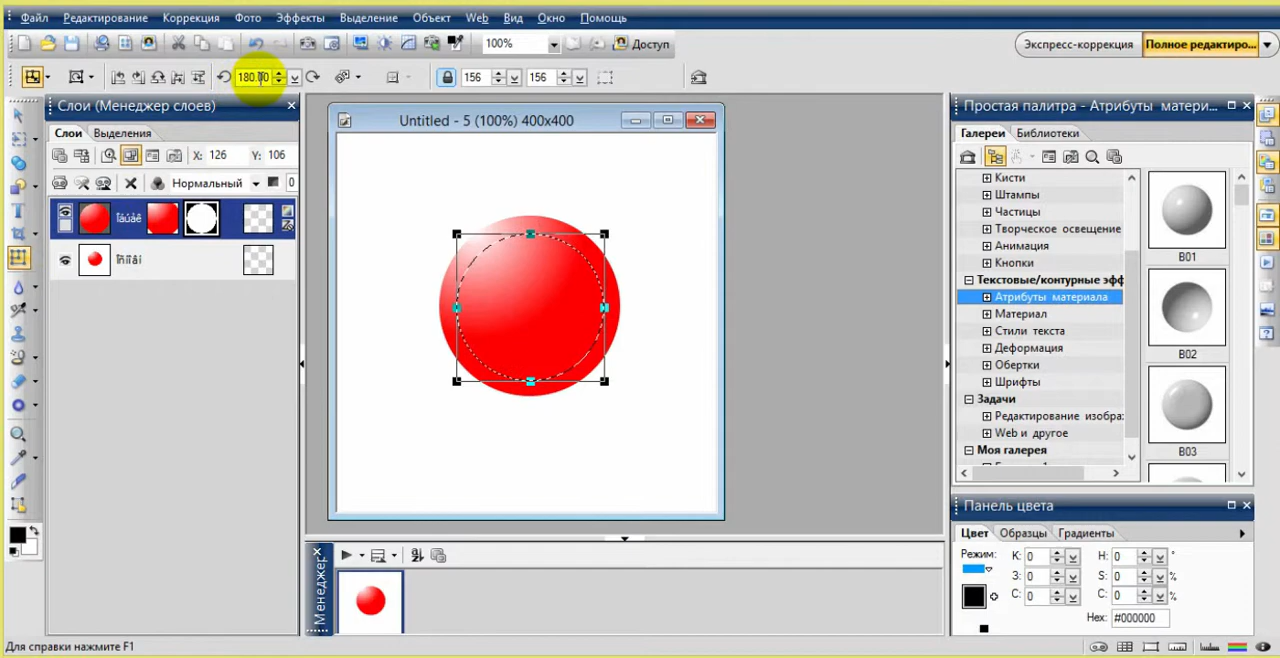 Файл Редактирование Коррекция Фото Эффекты Выделение Объект Web Вид Окно Помощь
100% Доступ Экспресс-коррекция Полное редактиро...
180.00 156 156
Слои (Менеджер слоев)
Слои Выделения
X: 126 Y: 106
Нормальный 0
Untitled - 5 (100%) 400x400
Менеджер
Простая палитра - Атрибуты матери...
Галереи Библиотеки
Кисти
Штампы
Частицы
Творческое освещение
Анимация
Кнопки
Текстовые/контурные эфф
Атрибуты материала
Материал
Стили текста
Деформация
Обертки
Шрифты
Задачи
Редактирование изобра:
Web и другое
Моя галерея
B01
B02
B03
Панель цвета
Цвет Образцы Градиенты
Режим: К: 0 H: 0 °
З: 0 S: 0 %
С: 0 С: 0 %
Hex: #000000
Для справки нажмите F1